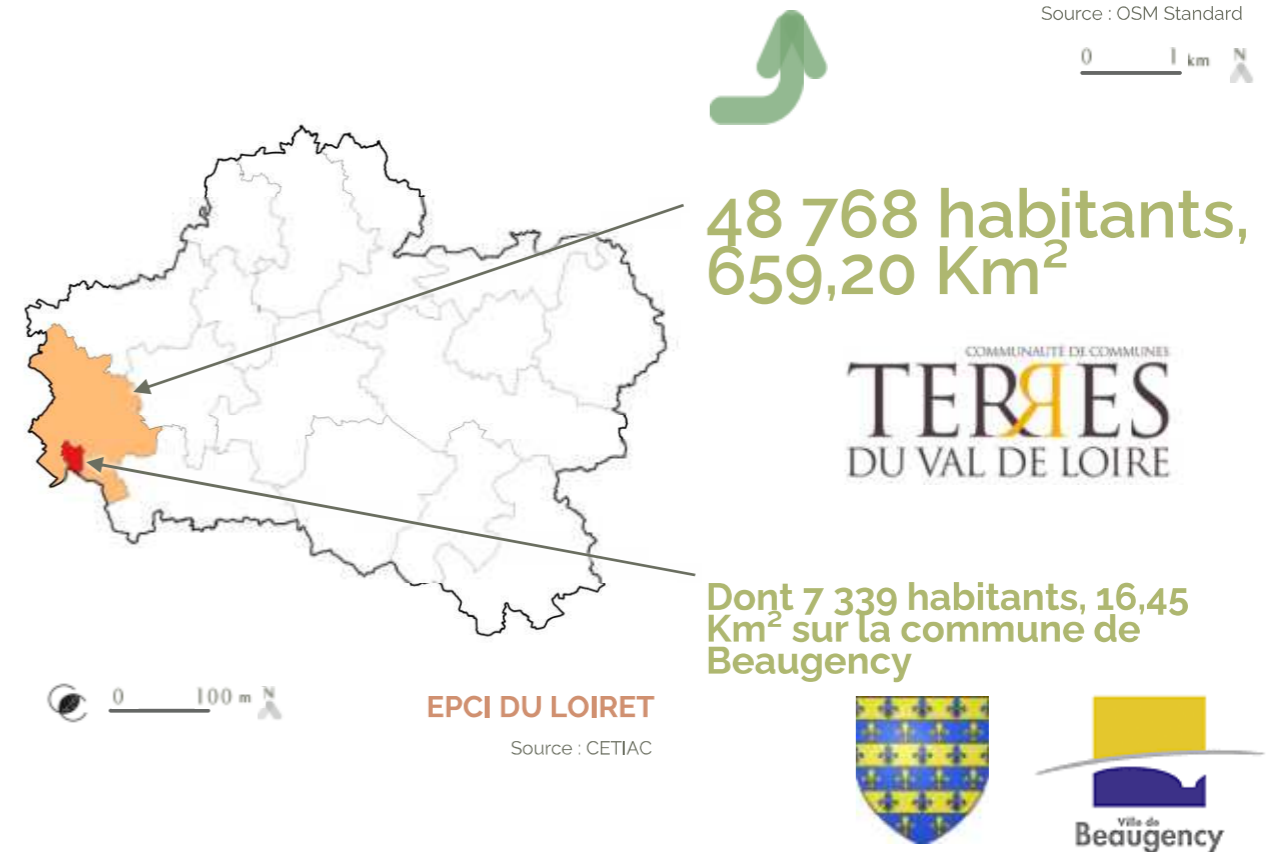 Source : OSM Standard
0 1 km N
48 768 habitants,
659,20 Km²
COMMUNAUTÉ DE COMMUNES
TERRES
DU VAL DE LOIRE
Dont 7 339 habitants, 16,45
Km² sur la commune de
Beaugency
0 100 m N
EPCI DU LOIRET
Source : CETIAC
Ville de
Beaugency